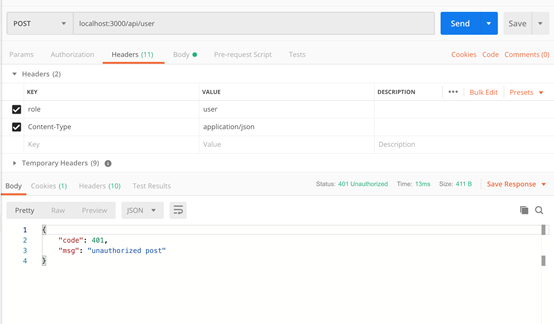 POST localhost:3000/api/user Send Save
Params Authorization Headers (11) Body Pre-request Script Tests Cookies Code Comments (0)
Headers (2)
KEY VALUE DESCRIPTION ••• Bulk Edit Presets
role user
Content-Type application/json
Key Value Description
Temporary Headers (9)
Body Cookies (1) Headers (10) Test Results Status: 401 Unauthorized Time: 13ms Size: 411 B Save Response
Pretty Raw Preview JSON
1 {
2 "code": 401,
3 "msg": "unauthorized post"
4 }